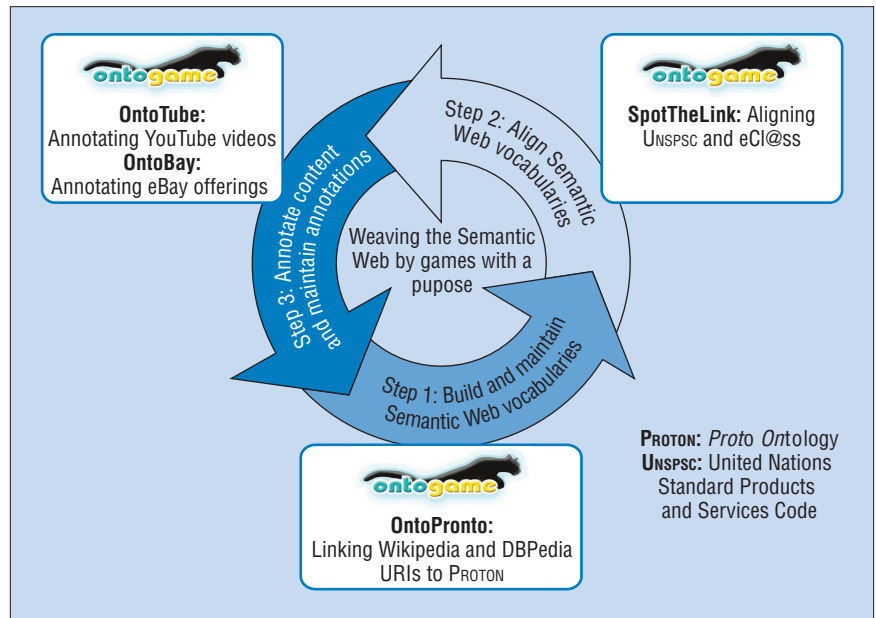 ontogame
OntoTube:
Annotating YouTube videos
OntoBay:
Annotating eBay offerings
ontogame
SpotTheLink: Aligning
UNSPSC and eCl@ss
Step 2: Align Semantic
Web vocabularies
Step 3: Annotate content
and maintain annotations
Weaving the Semantic
Web by games with a
pupose
Step 1: Build and maintain
Semantic Web vocabularies
ontogame
OntoPronto:
Linking Wikipedia and DBPedia
URIs to PROTON
PROTON: Proto Ontology
UNSPSC: United Nations
Standard Products
and Services Code